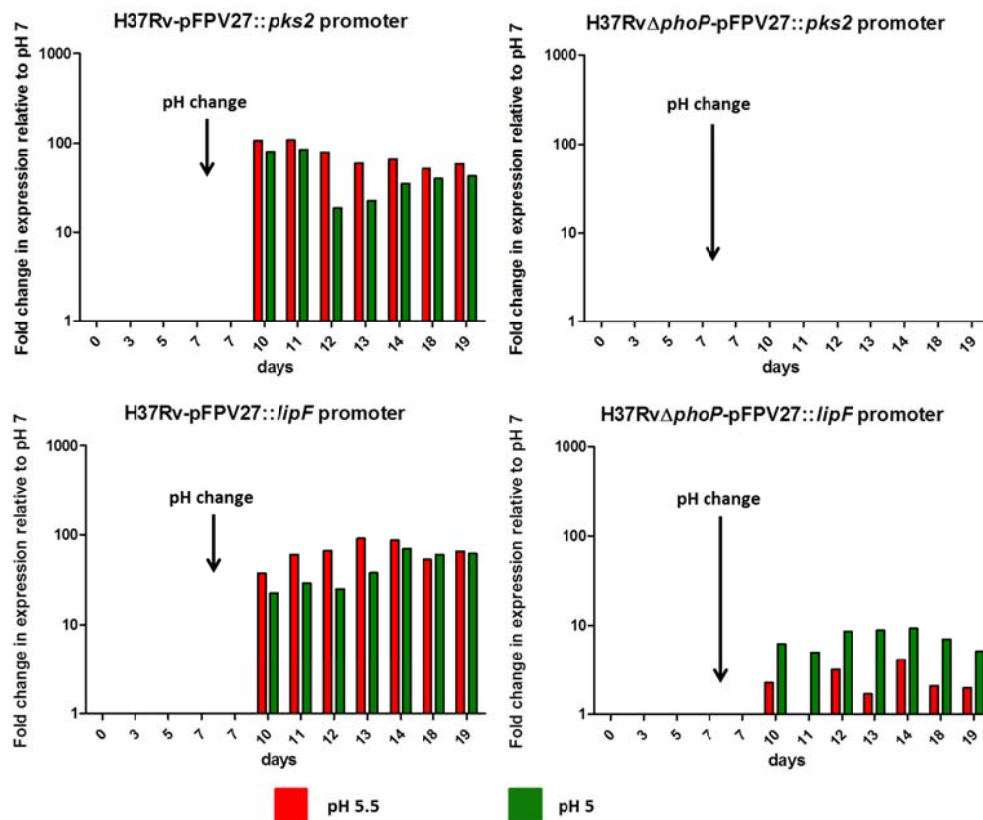 H37Rv-pFPV27::pks2 promoter
Fold change in expression relative to pH 7
1000
100
10
1
pH change
0 3 5 7 7 10 11 12 13 14 18 19
days
H37RvΔphoP-pFPV27::pks2 promoter
Fold change in expression relative to pH 7
1000
100
10
1
pH change
0 3 5 7 7 10 11 12 13 14 18 19
days
H37Rv-pFPV27::lipF promoter
Fold change in expression relative to pH 7
1000
100
10
1
pH change
0 3 5 7 7 10 11 12 13 14 18 19
days
H37RvΔphoP-pFPV27::lipF promoter
Fold change in expression relative to pH 7
1000
100
10
1
pH change
0 3 5 7 7 10 11 12 13 14 18 19
days
pH 5.5
pH 5